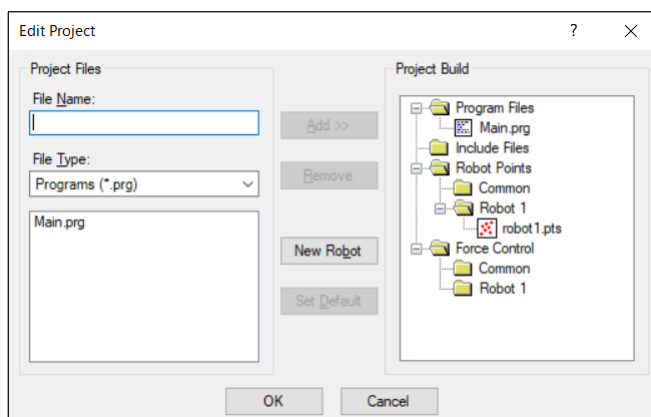 Edit Project
?
Project Files
File Name:
File Type:
Programs (*.prg)
Main.prg
Add >>
Remove
New Robot
Set Default
Project Build
Program Files
Main.prg
Include Files
Robot Points
Common
Robot 1
robot1.pts
Force Control
Common
Robot 1
OK
Cancel